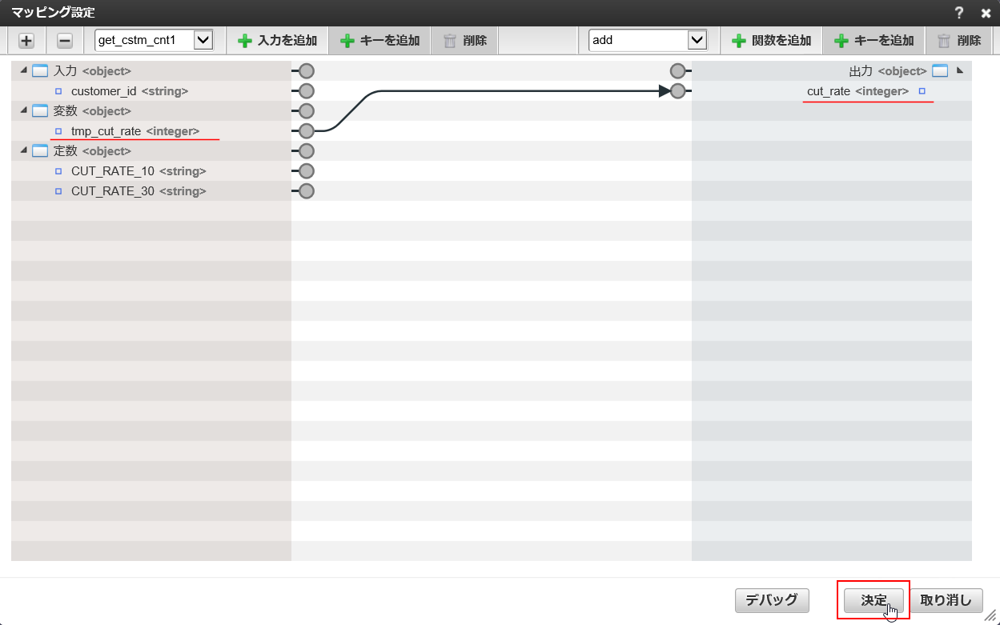 マッピング設定
get_cstm_cnt1 入力を追加 キーを追加 削除 add 関数を追加 キーを追加 削除
入力 <object> 出力 <object>
customer_id <string> cut_rate <integer>
変数 <object>
tmp_cut_rate <integer>
定数 <object>
CUT_RATE_10 <string>
CUT_RATE_30 <string>
デバッグ 決定 取り消し